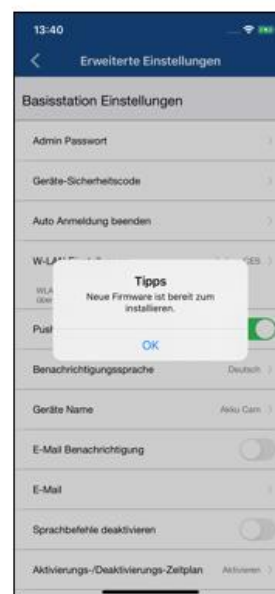 13:40
Erweiterte Einstellungen
Basisstation Einstellungen
Admin Passwort
Geräte-Sicherheitscode
Auto Anmeldung beenden
Tipps
Neue Firmware ist bereit zum
installieren.
OK
Benachrichtigungssprache Deutsch
Geräte Name Akku Cam
E-Mail Benachrichtigung
E-Mail
Sprachbefehle deaktivieren
Aktivierungs-/Deaktivierungs-Zeitplan Aktivieren